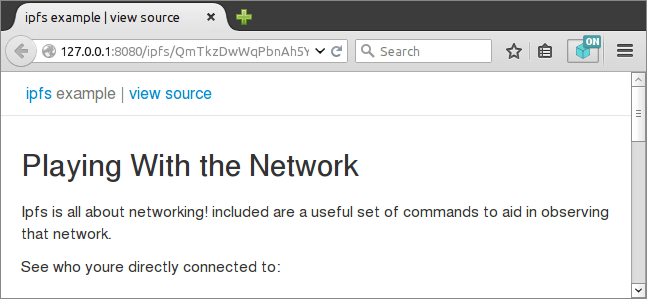 ipfs example | view source
127.0.0.1:8080/ipfs/QmTkzDwWqPbnAh5Y
Search
ON
ipfs example | view source
Playing With the Network
Ipfs is all about networking! included are a useful set of commands to aid in observing
that network.
See who youre directly connected to: